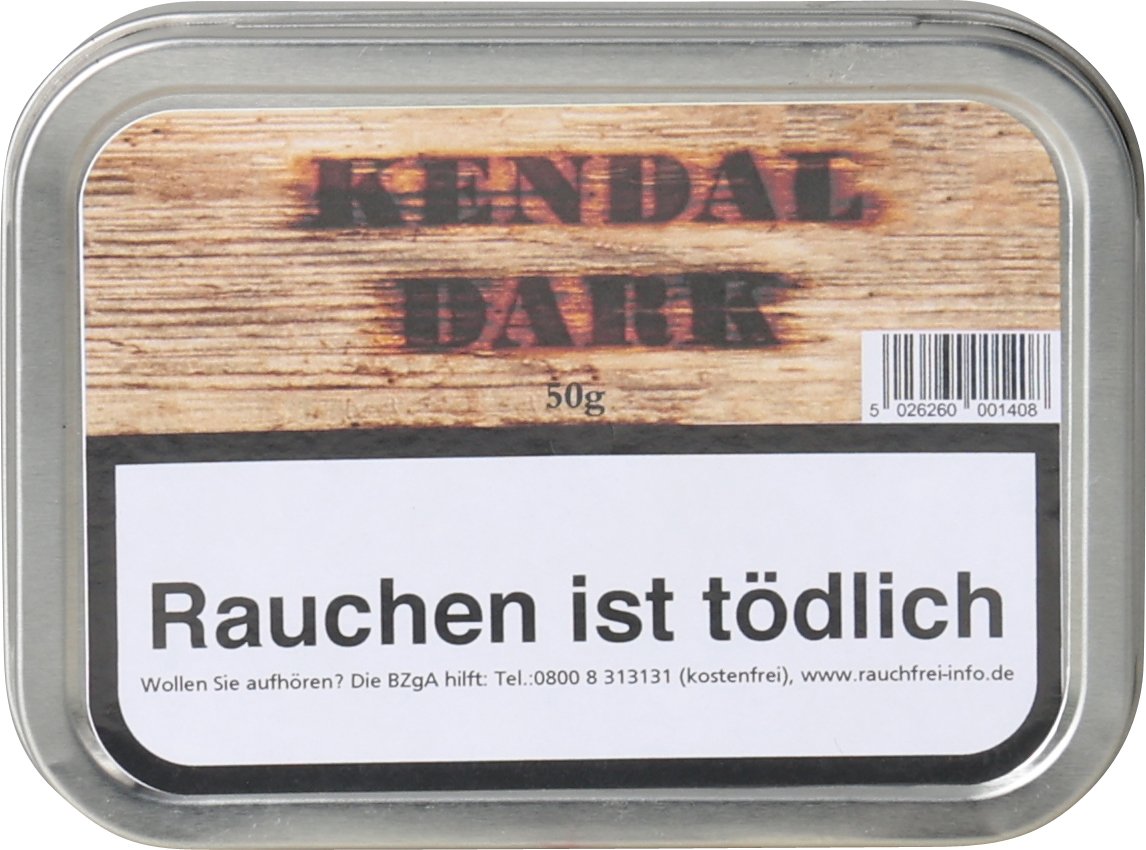 KENDAL
DARK
50g
5 026260 001408
Rauchen ist tödlich
Wollen Sie aufhören? Die BZgA hilft: Tel.:0800 8 313131 (kostenfrei), www.rauchfrei-info.de